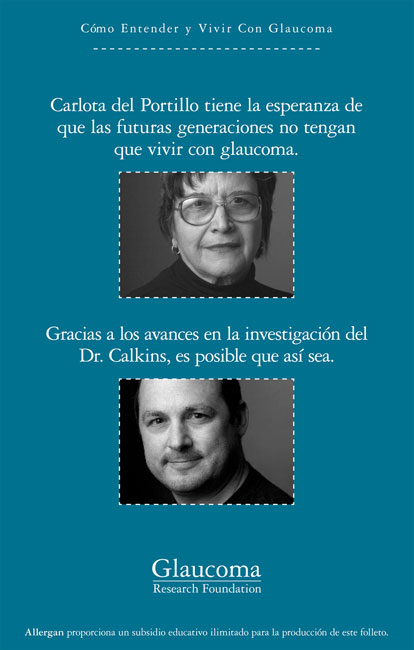 Cómo Entender y Vivir Con Glaucoma
Carlota del Portillo tiene la esperanza de
que las futuras generaciones no tengan
que vivir con glaucoma.
Gracias a los avances en la investigación del
Dr. Calkins, es posible que así sea.
Glaucoma
Research Foundation
Allergan proporciona un subsidio educativo ilimitado para la producción de este folleto.